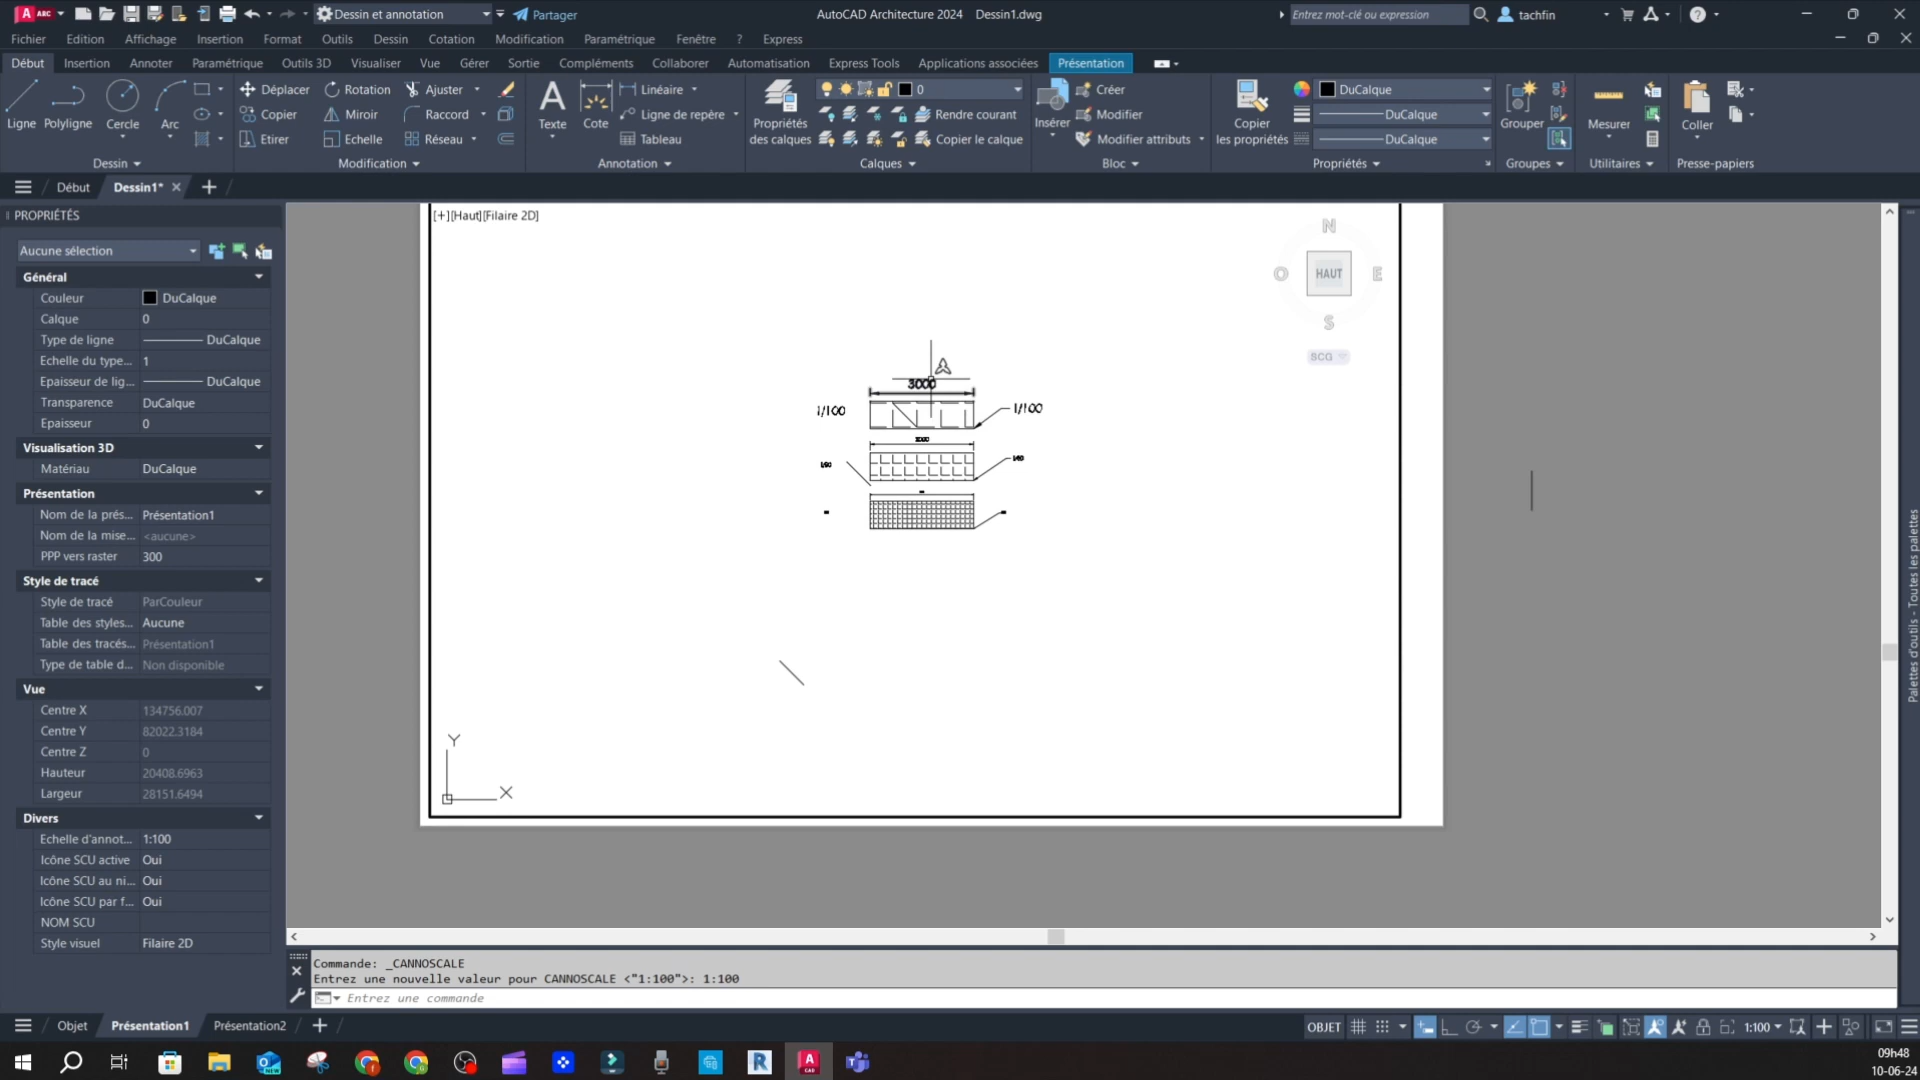 ABC
Dessin et annotation
Partager
AutoCAD Architecture 2024 Dessin1.dwg
Entrez mot-clé ou expression
tachfin
Fichier Edition Affichage Insertion Format Outils Dessin Cotation Modification Paramétrique Fenêtre ? Express
Début Insertion Annoter Paramétrique Outils 3D Visualiser Vue Gérer Sortie Compléments Collaborer Automatisation Express Tools Applications associées Présentation
Ligne Polyligne Cercle Arc
Déplacer Rotation Ajuster
Copier Miroir Raccord
Etirer Echelle Réseau
Texte Cote
Linéaire
Ligne de repère
Tableau
Propriétés
des calques
0
Rendre courant
Copier le calque
Insérer
Créer
Modifier
Modifier attributs
Copier
les propriétés
DuCalque
DuCalque
DuCalque
Grouper
Mesurer
Coller
Dessin Modification Annotation Calques Bloc Propriétés Groupes Utilitaires Presse-papiers
Début Dessin1*
PROPRIÉTÉS
Aucune sélection
Général
Couleur DuCalque
Calque 0
Type de ligne DuCalque
Echelle du type... 1
Epaisseur de lig... DuCalque
Transparence DuCalque
Epaisseur 0
Visualisation 3D
Matériau DuCalque
Présentation
Nom de la prés... Présentation1
Nom de la mise... <aucune>
PPP vers raster 300
Style de tracé
Style de tracé ParCouleur
Table des styles... Aucune
Table des tracés... Présentation1
Type de table d... Non disponible
Vue
Centre X 134756.007
Centre Y 82022.3184
Centre Z 0
Hauteur 20408.6963
Largeur 28151.6494
Divers
Echelle d'annot... 1:100
Icône SCU active Oui
Icône SCU au ni... Oui
Icône SCU par f... Oui
NOM SCU
Style visuel Filaire 2D
[+][Haut][Filaire 2D]
N
O HAUT E
S
SCG
3000
1/100 1/100
Y
X
Palettes d'outils - Toutes les palettes
Commande: _CANNOSCALE
Entrez une nouvelle valeur pour CANNOSCALE <"1:100">: 1:100
Entrez une commande
Objet Présentation1 Présentation2
OBJET 1:100
09h48
10-06-24